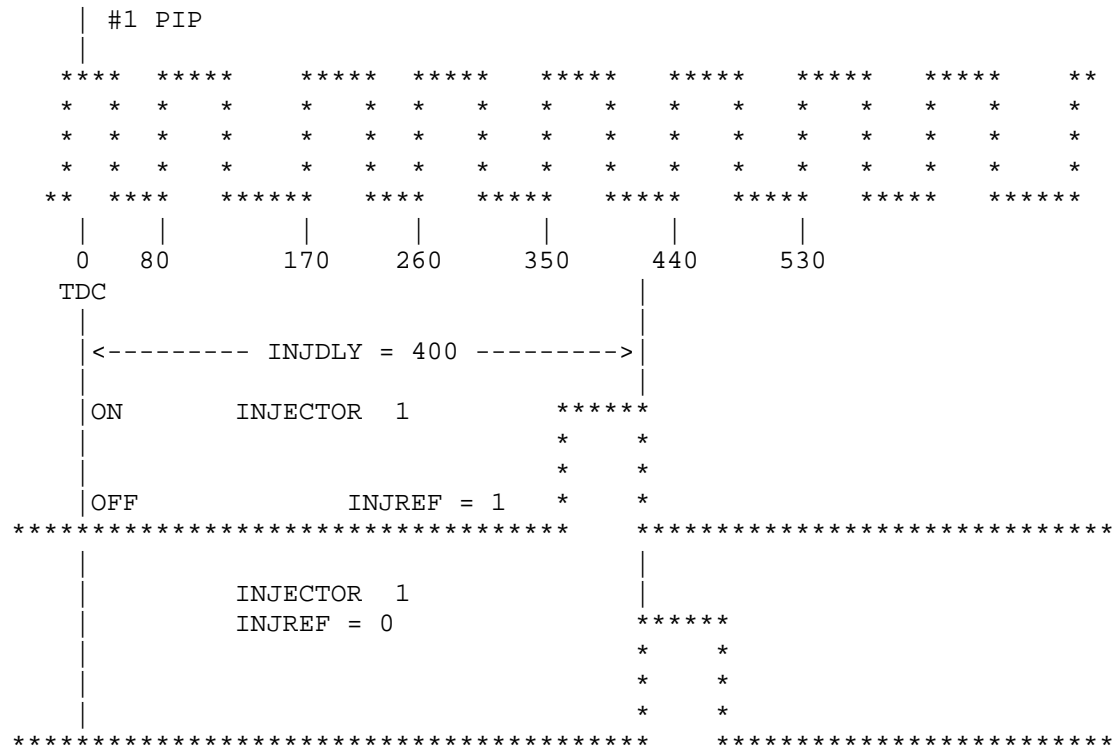 | #1 PIP
|
****  *****     *****  *****    *****    *****    *****    *****     **
*  *  *   *     *   *  *   *    *   *    *   *    *   *    *   *     *
*  *  *   *     *   *  *   *    *   *    *   *    *   *    *   *     *
*  *  *   *     *   *  *   *    *   *    *   *    *   *    *   *     *
**  ****   ******   ****   *****   *****   *****   *****   ******
|    |        |      |       |       |       |
0   80       170    260     350     440     530
TDC                                |
|                                  |
|<--------- INJDLY = 400 --------->|
|                                  |
|ON       INJECTOR  1         ******
|                             *    *
|                             *    *
|OFF             INJREF = 1   *    *
***********************************    ******************************
|                                  |
|         INJECTOR  1              |
|         INJREF = 0               ******
|                                  *    *
|                                  *    *
|                                  *    *
****************************************    *************************